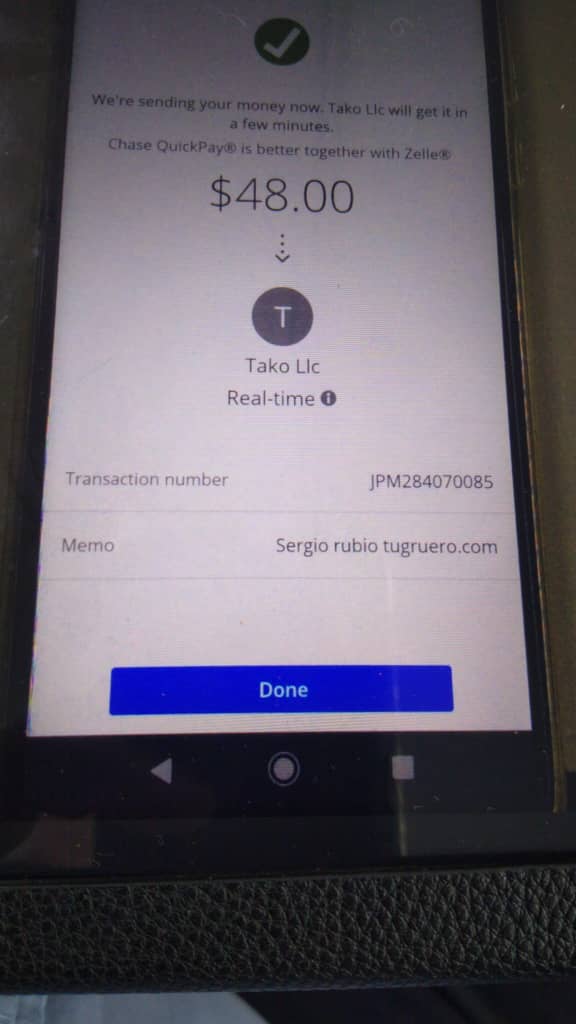 We're sending your money now. Tako Llc will get it in
a few minutes.
Chase QuickPay® is better together with Zelle®
$48.00
T
Tako Llc
Real-time
Transaction number JPM284070085
Memo Sergio rubio tugruero.com
Done